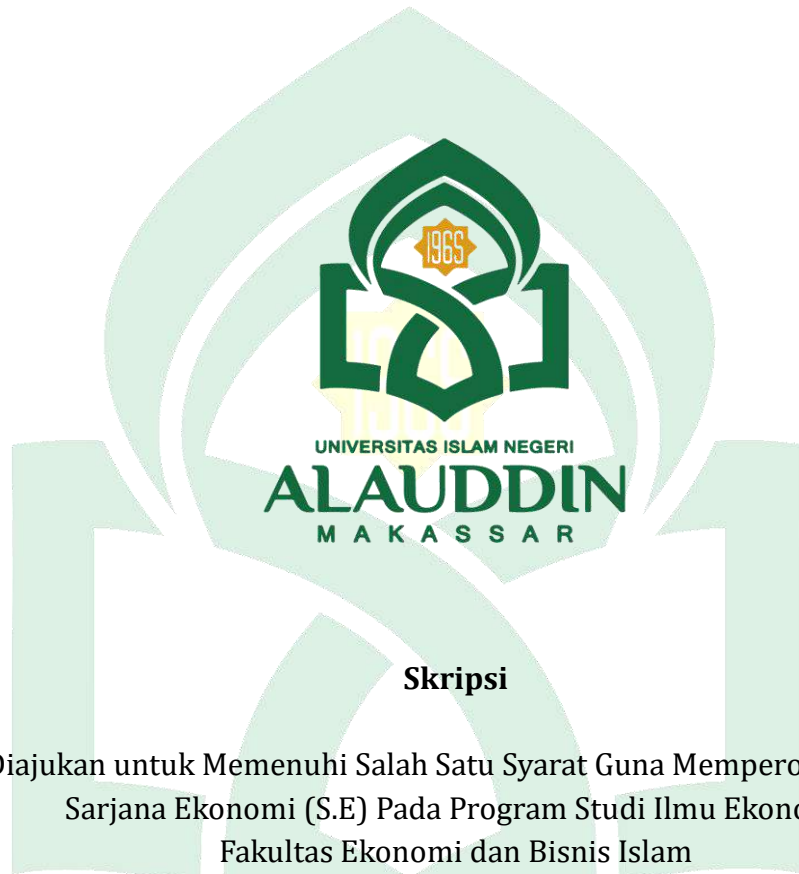 1965
UNIVERSITAS ISLAM NEGERI
ALAUDDIN
MAKASSAR
Skripsi
Diajukan untuk Memenuhi Salah Satu Syarat Guna Mempero
Sarjana Ekonomi (S.E) Pada Program Studi Ilmu Ekono
Fakultas Ekonomi dan Bisnis Islam